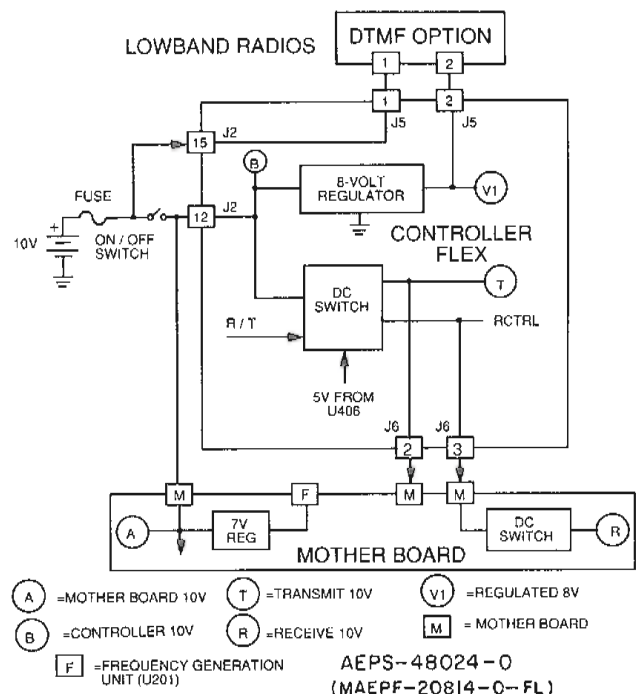 LOWBAND RADIOS
DTMF OPTION
1
2
1
2
J5
J5
15
J2
B
8-VOLT
REGULATOR
V1
FUSE
+
10V
ON / OFF
SWITCH
12
J2
CONTROLLER
FLEX
DC
SWITCH
T
R / T
RCTRL
5V FROM
U406
J6
J6
2
3
M
F
M
M
A
7V
REG
DC
SWITCH
R
MOTHER BOARD
A =MOTHER BOARD 10V
T =TRANSMIT 10V
V1 =REGULATED 8V
B =CONTROLLER 10V
R =RECEIVE 10V
M = MOTHER BOARD
F =FREQUENCY GENERATION
UNIT (U201)
AEPS-48024-0
(MAEPF-20814-0-FL)